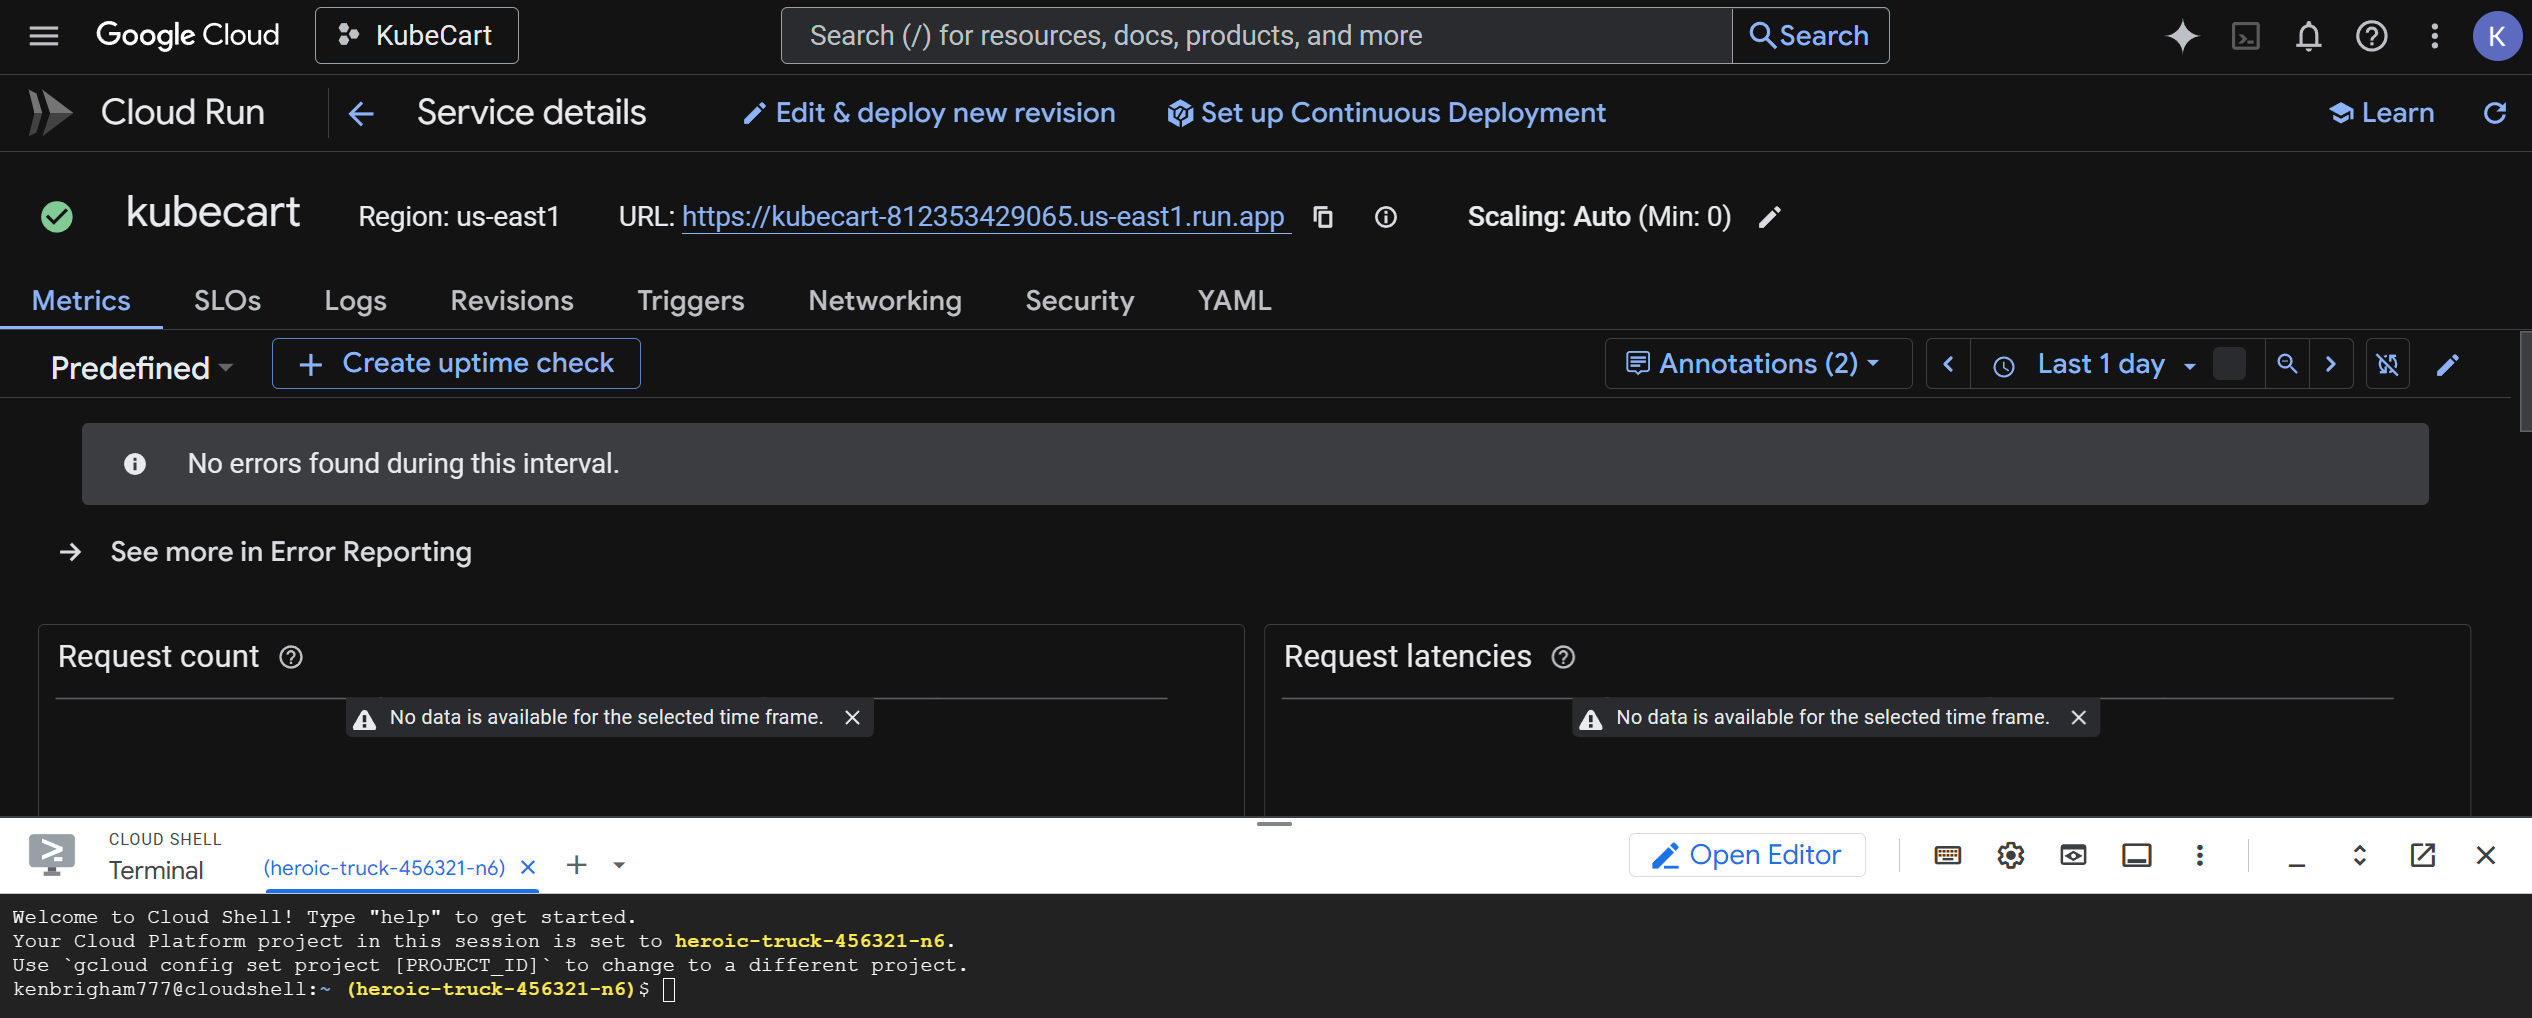 Google Cloud
KubeCart
Search (/) for resources, docs, products, and more
Search
K
Cloud Run
Service details
Edit & deploy new revision
Set up Continuous Deployment
Learn
kubecart
Region: us-east1
URL: https://kubecart-812353429065.us-east1.run.app
Scaling: Auto (Min: 0)
Metrics
SLOs
Logs
Revisions
Triggers
Networking
Security
YAML
Predefined
Create uptime check
Annotations (2)
Last 1 day
No errors found during this interval.
See more in Error Reporting
Request count
No data is available for the selected time frame.
Request latencies
No data is available for the selected time frame.
CLOUD SHELL
Terminal
(heroic-truck-456321-n6)
Open Editor
Welcome to Cloud Shell! Type "help" to get started.
Your Cloud Platform project in this session is set to heroic-truck-456321-n6.
Use `gcloud config set project [PROJECT_ID]` to change to a different project.
kenbrigham777@cloudshell:~ (heroic-truck-456321-n6)$